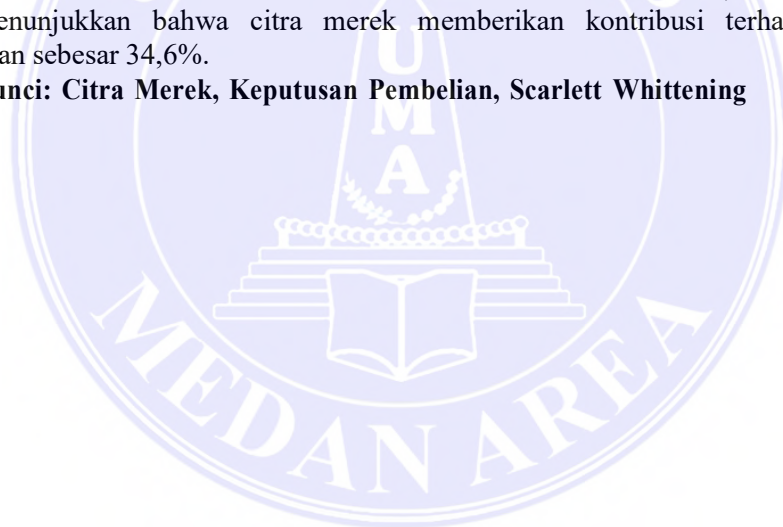 enunjukkan bahwa citra merek memberikan kontribusi terha
an sebesar 34,6%.
unci: Citra Merek, Keputusan Pembelian, Scarlett Whittening
U
M
A
MEDAN AREA